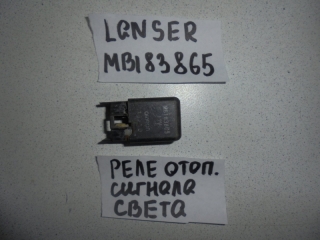 LANSER
MB183865
РЕЛЕ ОТОП.
СИГНАЛА
СВЕТА